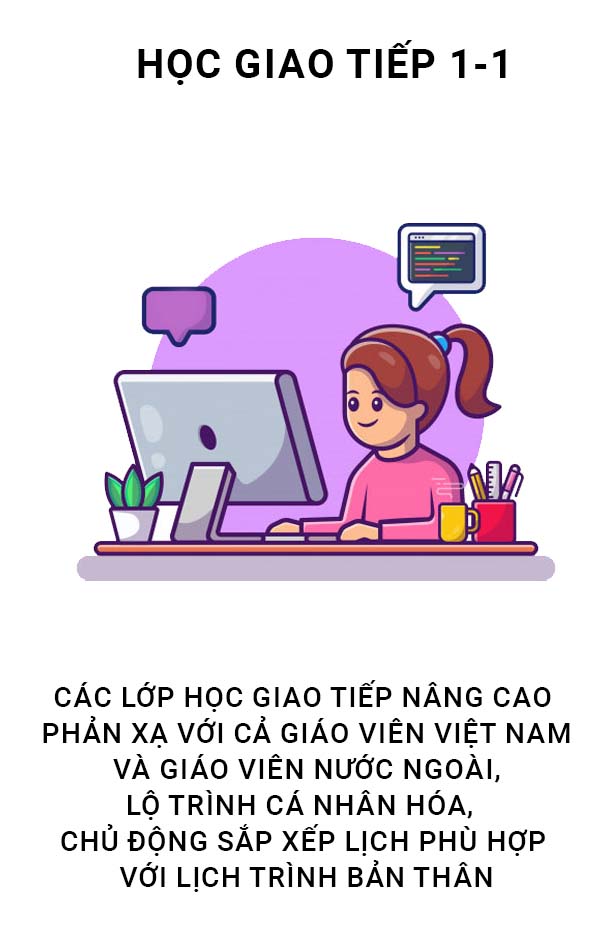 HỌC GIAO TIẾP 1-1
CÁC LỚP HỌC GIAO TIẾP NÂNG CAO
PHẢN XẠ VỚI CẢ GIÁO VIÊN VIỆT NAM
VÀ GIÁO VIÊN NƯỚC NGOÀI,
LỘ TRÌNH CÁ NHÂN HÓA,
CHỦ ĐỘNG SẮP XẾP LỊCH PHÙ HỢP
VỚI LỊCH TRÌNH BẢN THÂN